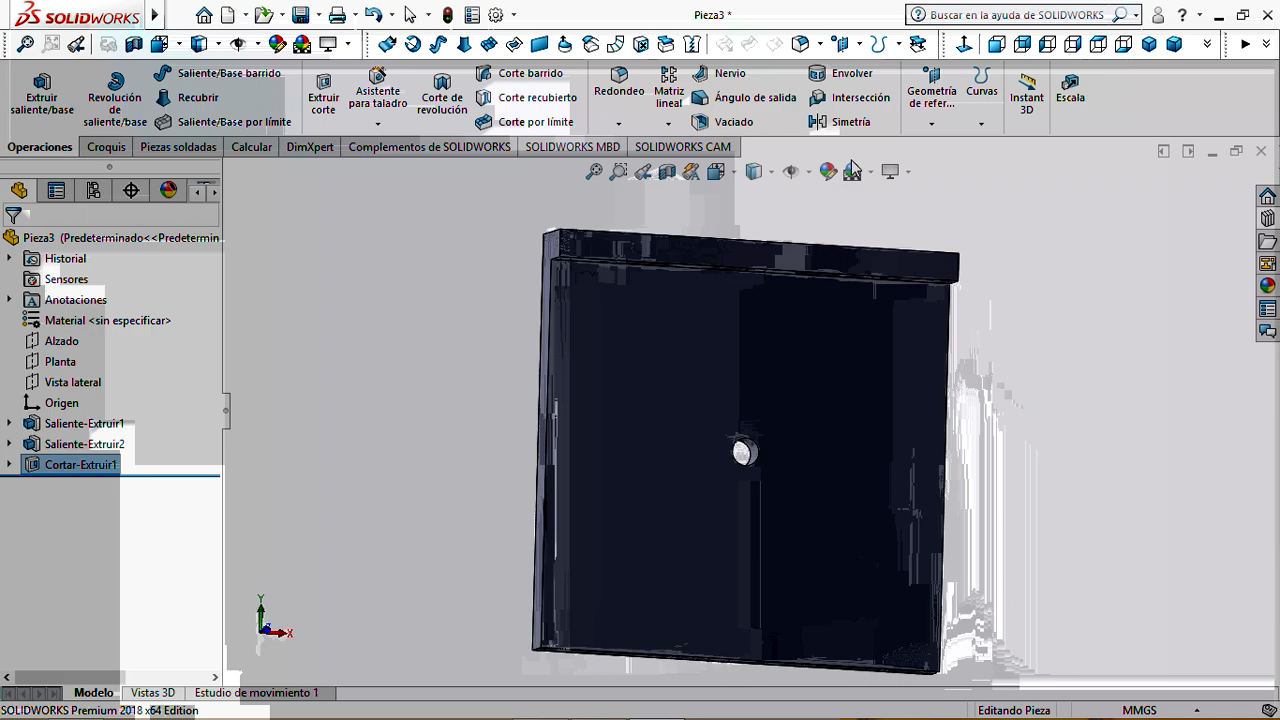 SOLIDWORKS
Pieza3 *
Buscar en la ayuda de SOLIDWORKS
Extruir saliente/base
Revolución de saliente/base
Saliente/Base barrido
Recubrir
Saliente/Base por límite
Extruir corte
Asistente para taladro
Corte de revolución
Corte barrido
Corte recubierto
Corte por límite
Redondeo
Matriz lineal
Nervio
Ángulo de salida
Vaciado
Envolver
Intersección
Simetría
Geometría de refer...
Curvas
Instant 3D
Escala
Operaciones
Croquis
Piezas soldadas
Calcular
DimXpert
Complementos de SOLIDWORKS
SOLIDWORKS MBD
SOLIDWORKS CAM
Pieza3 (Predeterminado<<Predetermin
Historial
Sensores
Anotaciones
Material <sin especificar>
Alzado
Planta
Vista lateral
Origen
Saliente-Extruir1
Saliente-Extruir2
Cortar-Extruir1
Y
X
Modelo
Vistas 3D
Estudio de movimiento 1
SOLIDWORKS Premium 2018 x64 Edition
Editando Pieza
MMGS